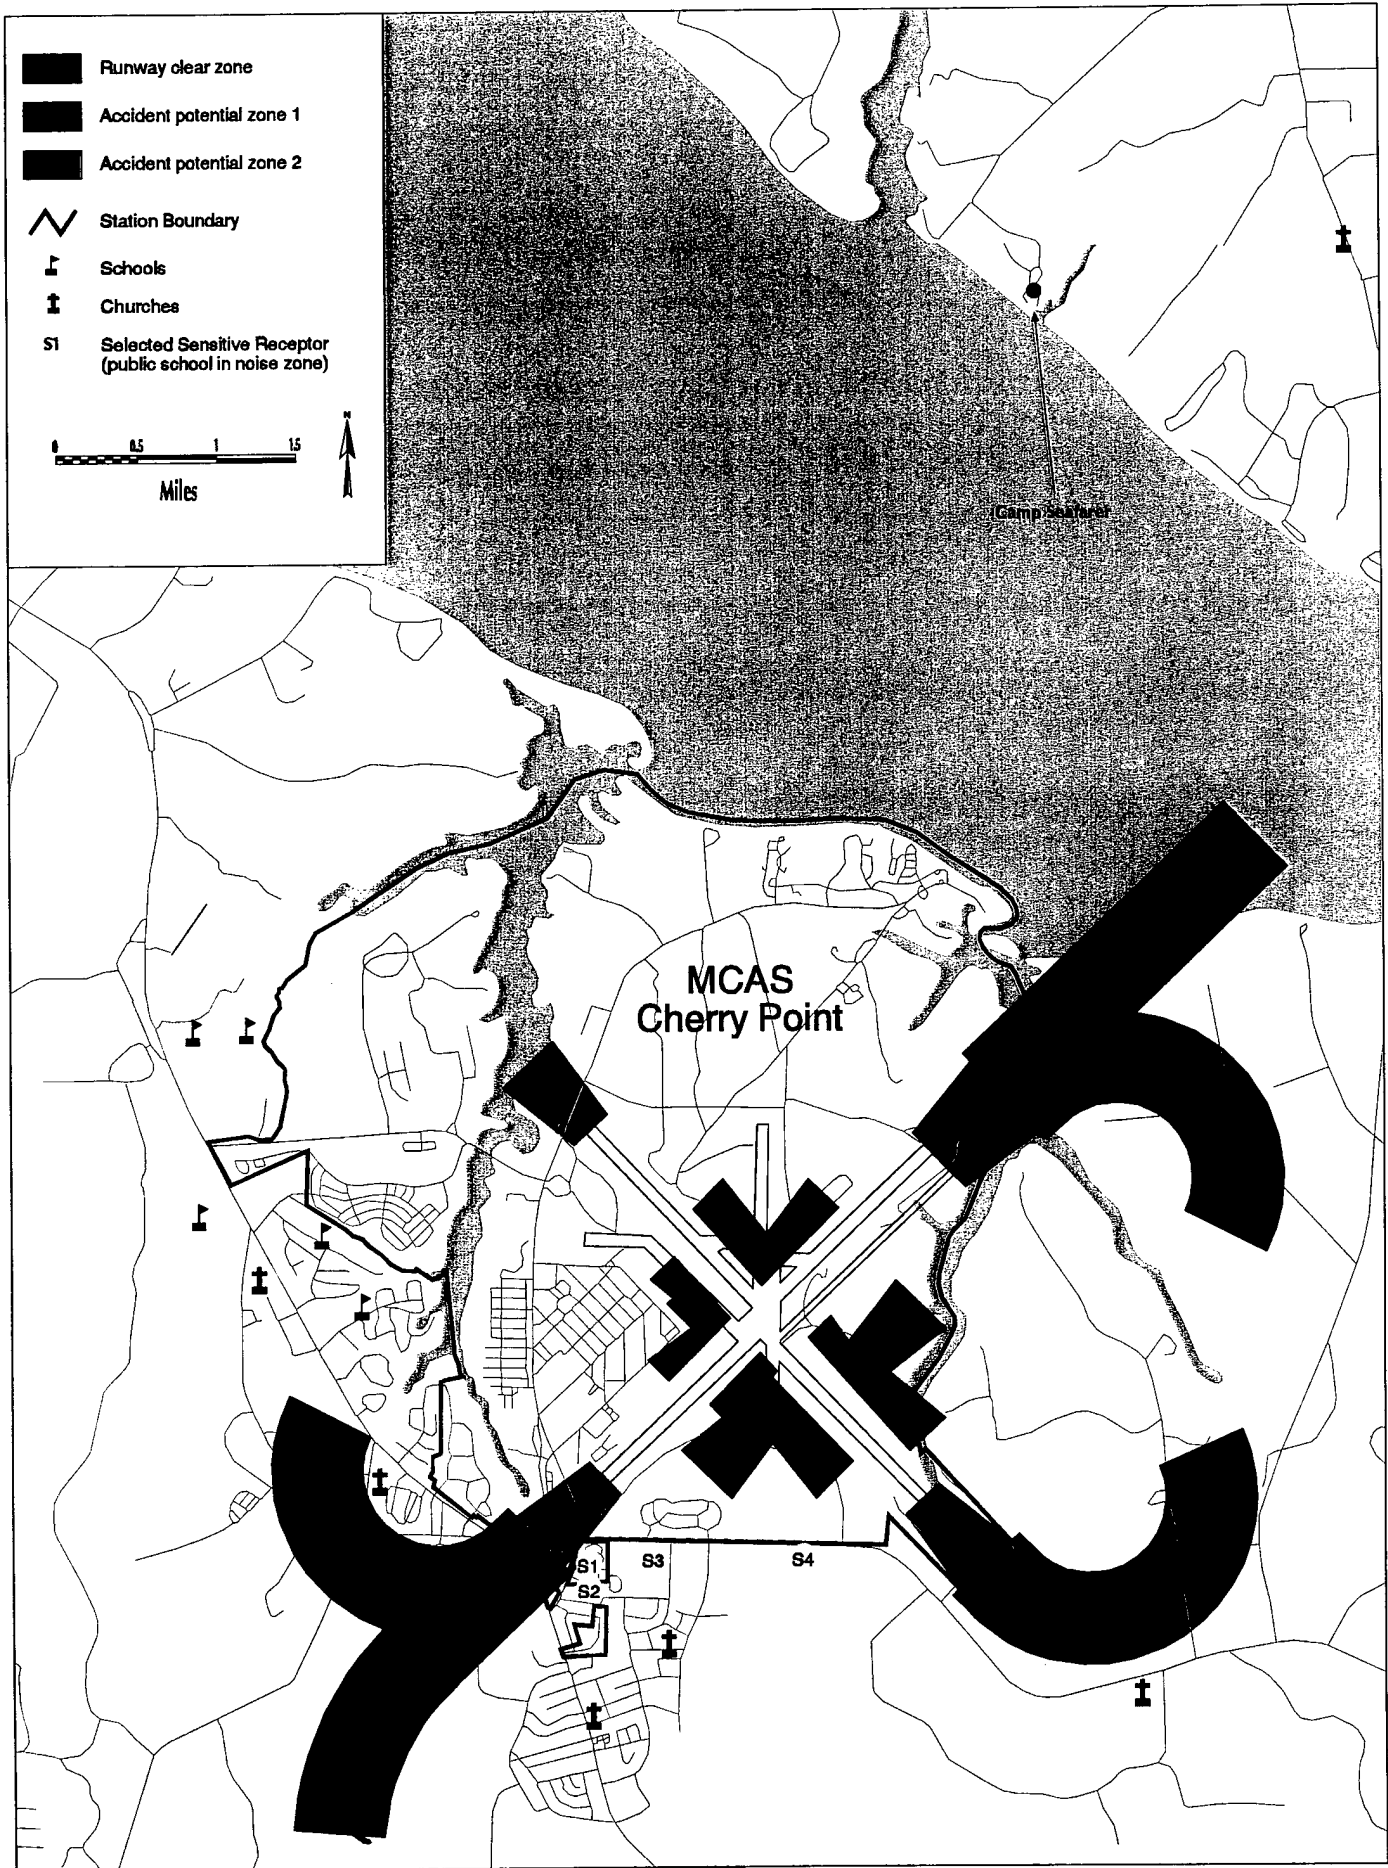 Runway clear zone
Accident potential zone 1
Accident potential zone 2
Station Boundary
Schools
Churches
S1 Selected Sensitive Receptor
(public school in noise zone)
N
0 0.5 1 1.5
Miles
Camp Seafarer
MCAS
Cherry Point
S1
S2
S3
S4